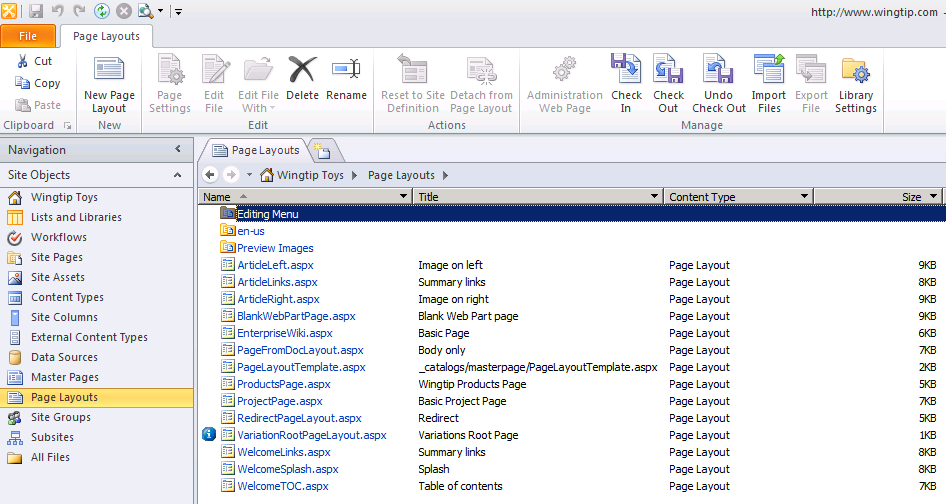 http://www.wingtip.com -
File Page Layouts
Cut
Copy
Paste
Clipboard
New Page Layout
New
Page Settings
Edit File
Edit File With
Delete
Rename
Edit
Reset to Site Definition
Detach from Page Layout
Actions
Administration Web Page
Check In
Check Out
Undo Check Out
Import Files
Export File
Library Settings
Manage
Navigation
Site Objects
Wingtip Toys
Lists and Libraries
Workflows
Site Pages
Site Assets
Content Types
Site Columns
External Content Types
Data Sources
Master Pages
Page Layouts
Site Groups
Subsites
All Files
Page Layouts
Wingtip Toys Page Layouts
Name Title Content Type Size
Editing Menu
en-us
Preview Images
ArticleLeft.aspx Image on left Page Layout 9KB
ArticleLinks.aspx Summary links Page Layout 8KB
ArticleRight.aspx Image on right Page Layout 9KB
BlankWebPartPage.aspx Blank Web Part page Page Layout 9KB
EnterpriseWiki.aspx Basic Page Page Layout 6KB
PageFromDocLayout.aspx Body only Page Layout 7KB
PageLayoutTemplate.aspx _catalogs/masterpage/PageLayoutTemplate.aspx Page Layout 2KB
ProductsPage.aspx Wingtip Products Page Page Layout 5KB
ProjectPage.aspx Basic Project Page Page Layout 7KB
RedirectPageLayout.aspx Redirect Page Layout 5KB
VariationRootPageLayout.aspx Variations Root Page Page Layout 1KB
WelcomeLinks.aspx Summary links Page Layout 8KB
WelcomeSplash.aspx Splash Page Layout 8KB
WelcomeTOC.aspx Table of contents Page Layout 8KB